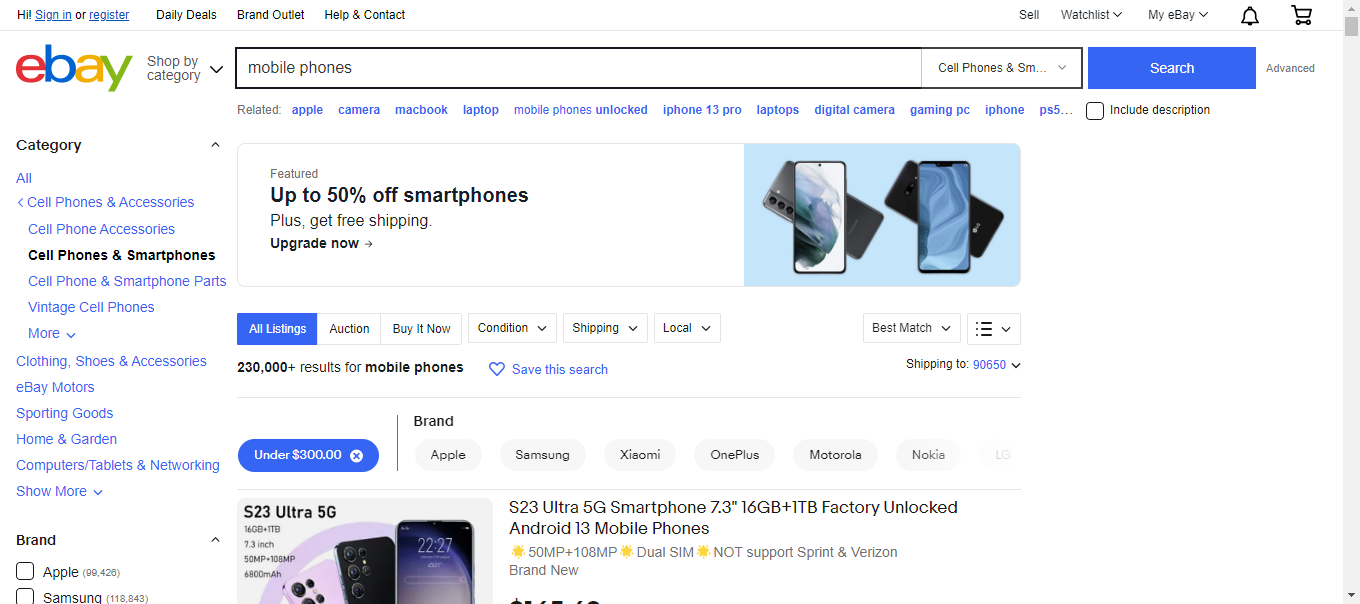 Hi! Sign in or register Daily Deals Brand Outlet Help & Contact Sell Watchlist My eBay
ebay Shop by category mobile phones Cell Phones & Sm... Search Advanced
Related: apple camera macbook laptop mobile phones unlocked iphone 13 pro laptops digital camera gaming pc iphone ps5... Include description
Category
All
Cell Phones & Accessories
Cell Phone Accessories
Cell Phones & Smartphones
Cell Phone & Smartphone Parts
Vintage Cell Phones
More
Clothing, Shoes & Accessories
eBay Motors
Sporting Goods
Home & Garden
Computers/Tablets & Networking
Show More
Brand
Apple (99,426)
Samsung (118,843)
Featured
Up to 50% off smartphones
Plus, get free shipping.
Upgrade now →
All Listings Auction Buy It Now Condition Shipping Local Best Match
230,000+ results for mobile phones Save this search Shipping to: 90650
Brand
Under $300.00 Apple Samsung Xiaomi OnePlus Motorola Nokia LG
S23 Ultra 5G
16GB+1TB
7.3 inch
50MP+108MP
6800mAh
22:27
S23 Ultra 5G Smartphone 7.3" 16GB+1TB Factory Unlocked
Android 13 Mobile Phones
🌟50MP+108MP🌟Dual SIM🌟NOT support Sprint & Verizon
Brand New